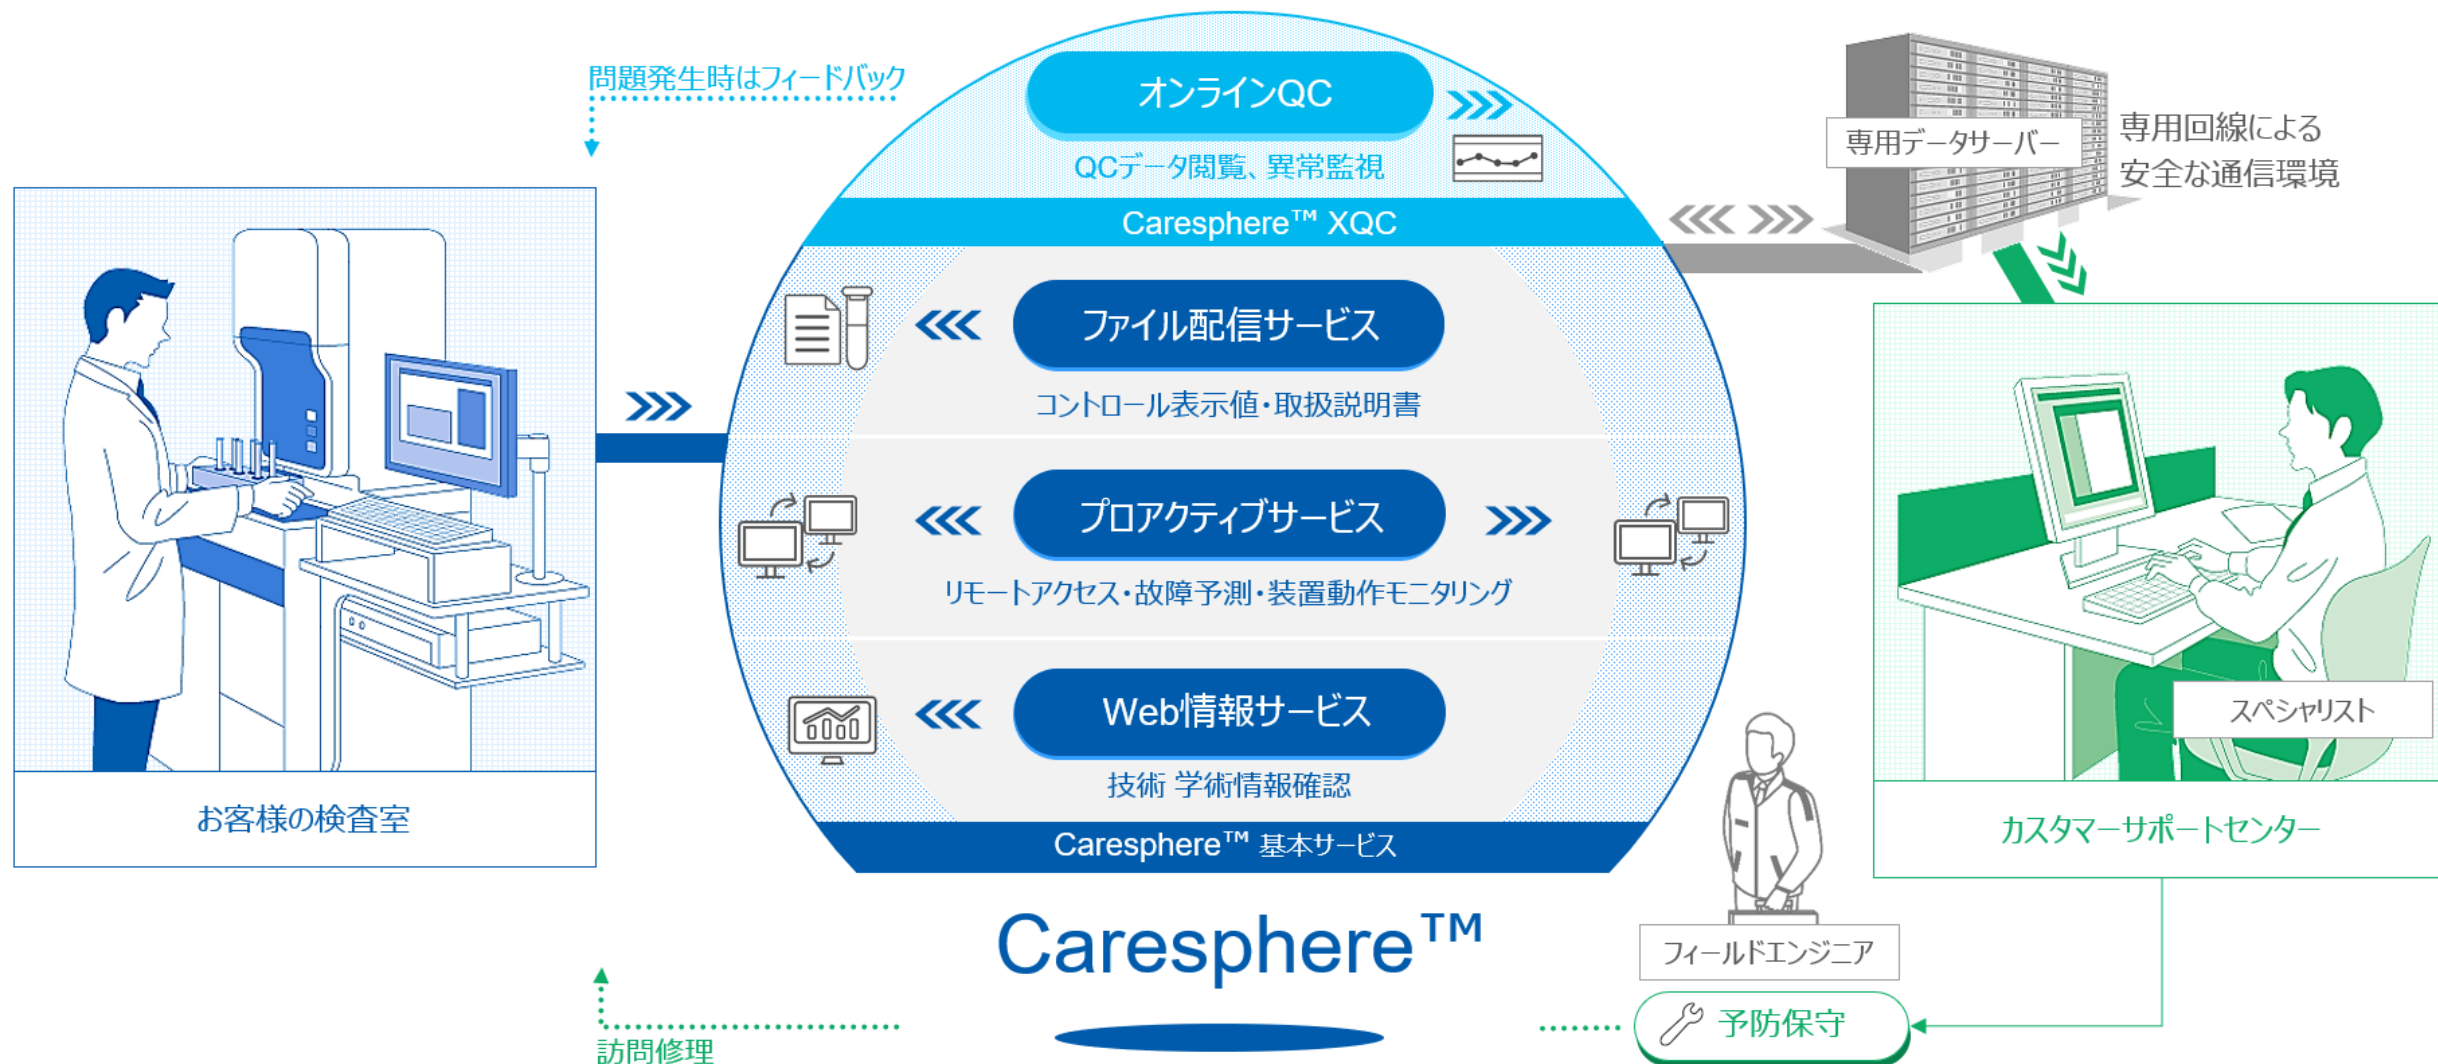 問題発生時はフィードバック
オンラインQC
QCデータ閲覧、異常監視
Caresphere™ XQC
専用データサーバー
専用回線による
安全な通信環境
ファイル配信サービス
コントロール表示値・取扱説明書
プロアクティブサービス
リモートアクセス・故障予測・装置動作モニタリング
Web情報サービス
技術 学術情報確認
Caresphere™ 基本サービス
お客様の検査室
スペシャリスト
カスタマーサポートセンター
Caresphere™
フィールドエンジニア
予防保守
訪問修理